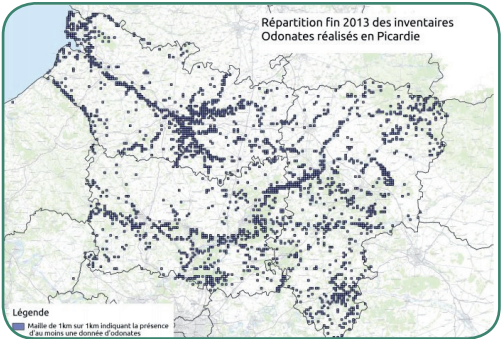 Répartition fin 2013 des inventaires
Odonates réalisés en Picardie
Légende
Maille de 1km sur 1km indiquant la présence
d'au moins une donnée d'odonates